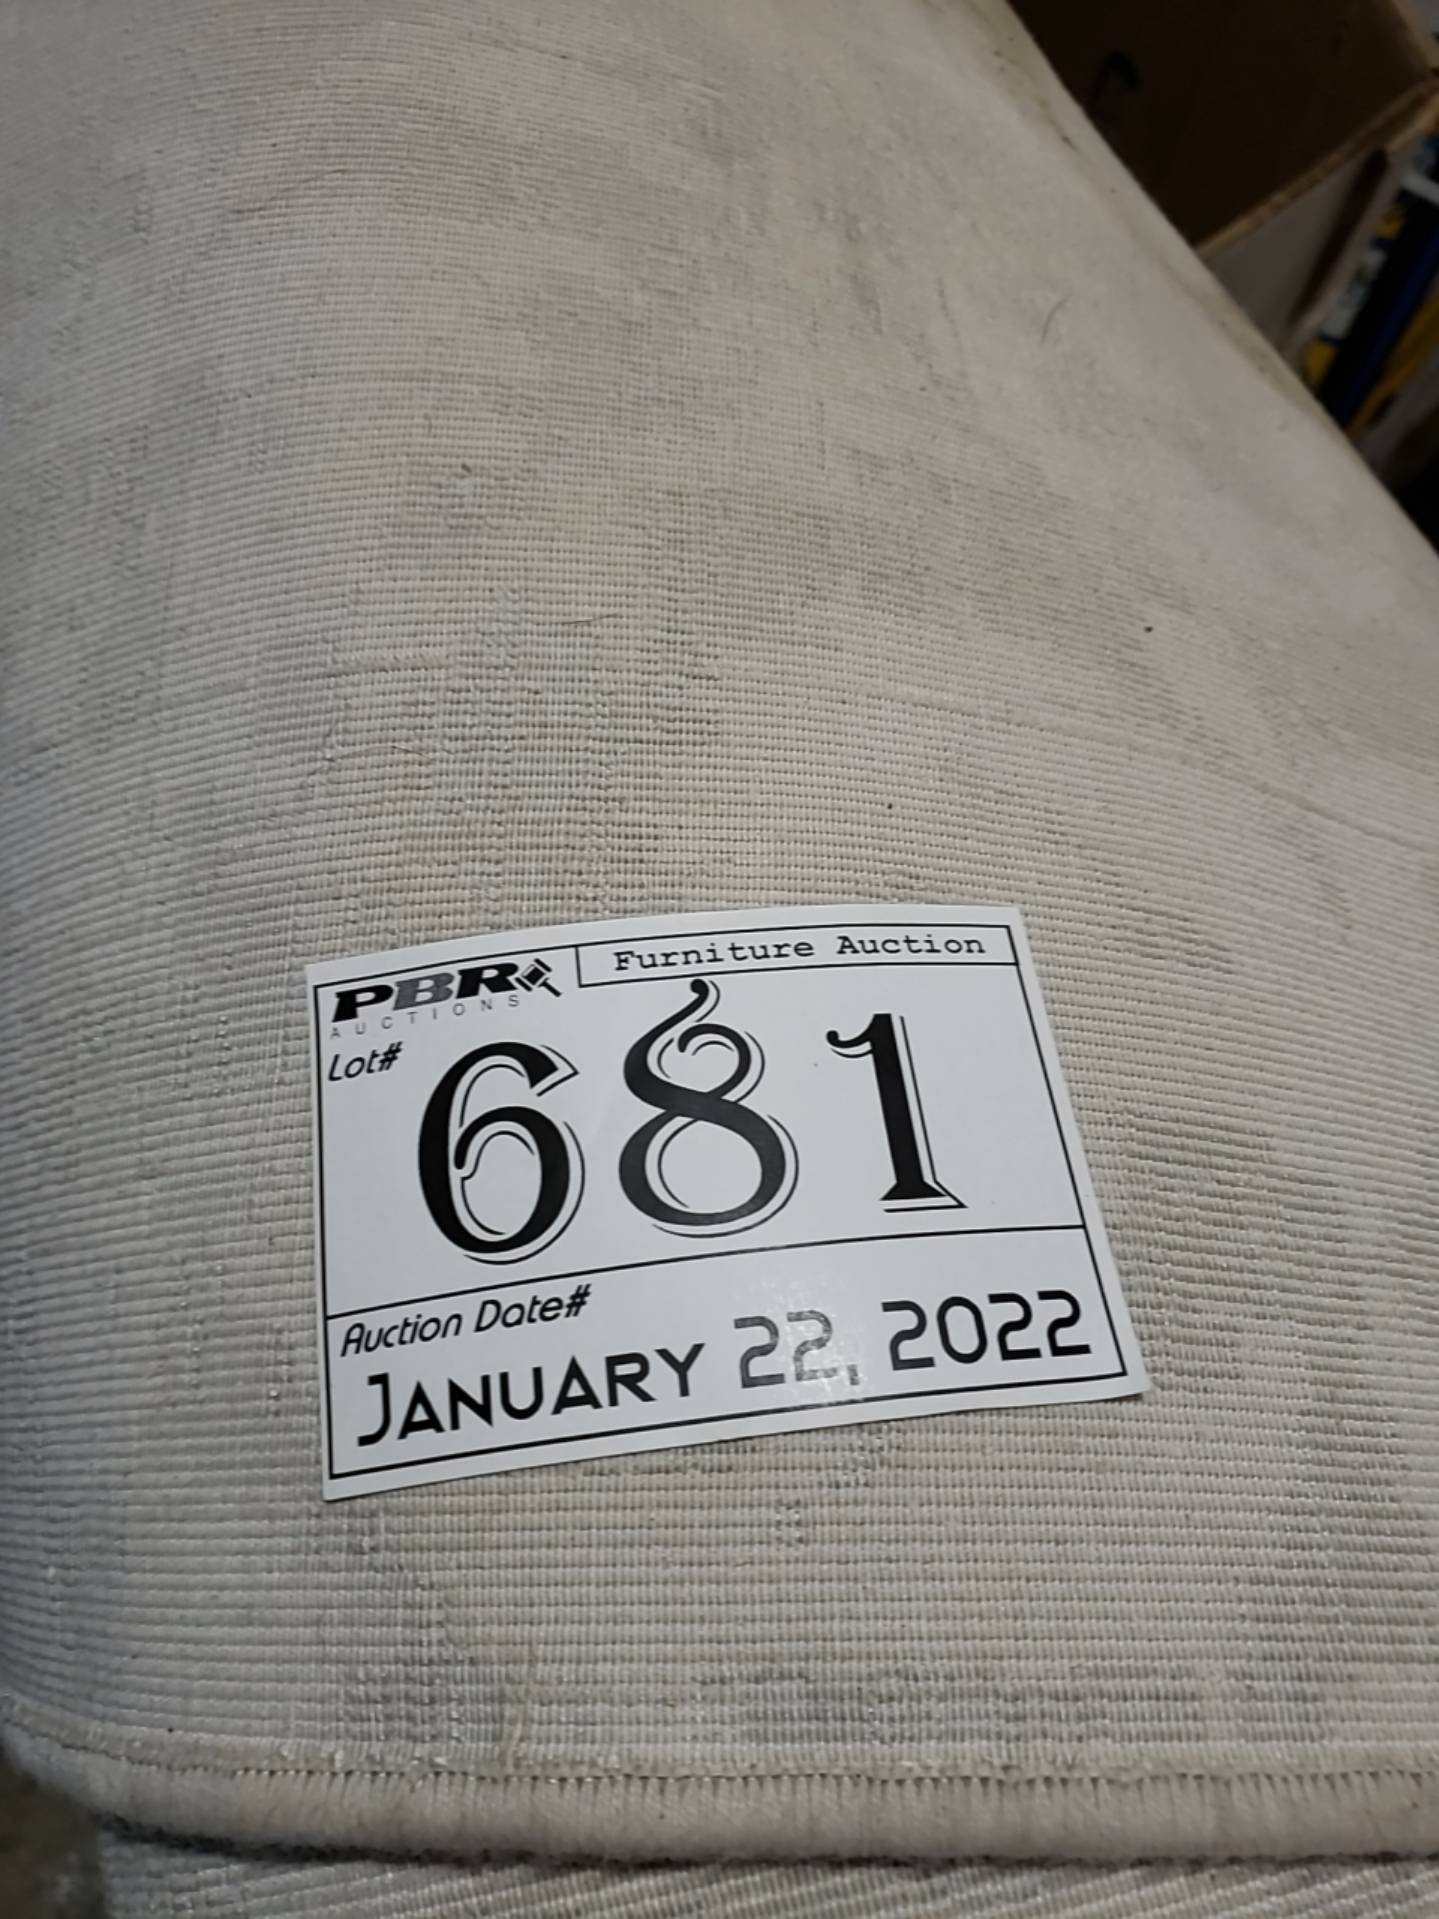 PBR
AUCTIONS
Furniture Auction
Lot#
681
Auction Date#
JANUARY 22, 2022